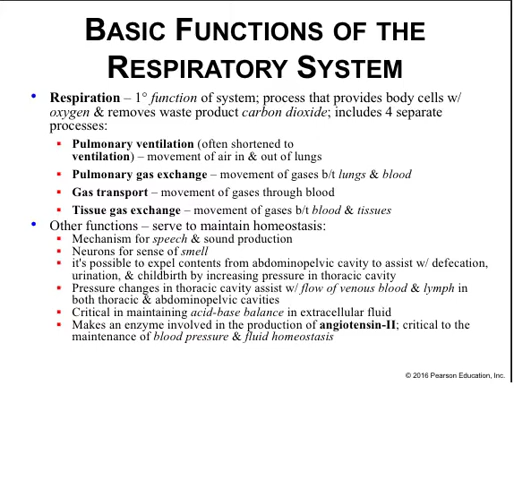 BASIC FUNCTIONS OF THE
RESPIRATORY SYSTEM
• Respiration – 1° function of system; process that provides body cells w/
oxygen & removes waste product carbon dioxide; includes 4 separate
processes:
▪ Pulmonary ventilation (often shortened to
ventilation) – movement of air in & out of lungs
▪ Pulmonary gas exchange – movement of gases b/t lungs & blood
▪ Gas transport – movement of gases through blood
▪ Tissue gas exchange – movement of gases b/t blood & tissues
• Other functions – serve to maintain homeostasis:
▪ Mechanism for speech & sound production
▪ Neurons for sense of smell
▪ it's possible to expel contents from abdominopelvic cavity to assist w/ defecation,
urination, & childbirth by increasing pressure in thoracic cavity
▪ Pressure changes in thoracic cavity assist w/ flow of venous blood & lymph in
both thoracic & abdominopelvic cavities
▪ Critical in maintaining acid-base balance in extracellular fluid
▪ Makes an enzyme involved in the production of angiotensin-II; critical to the
maintenance of blood pressure & fluid homeostasis
© 2016 Pearson Education, Inc.